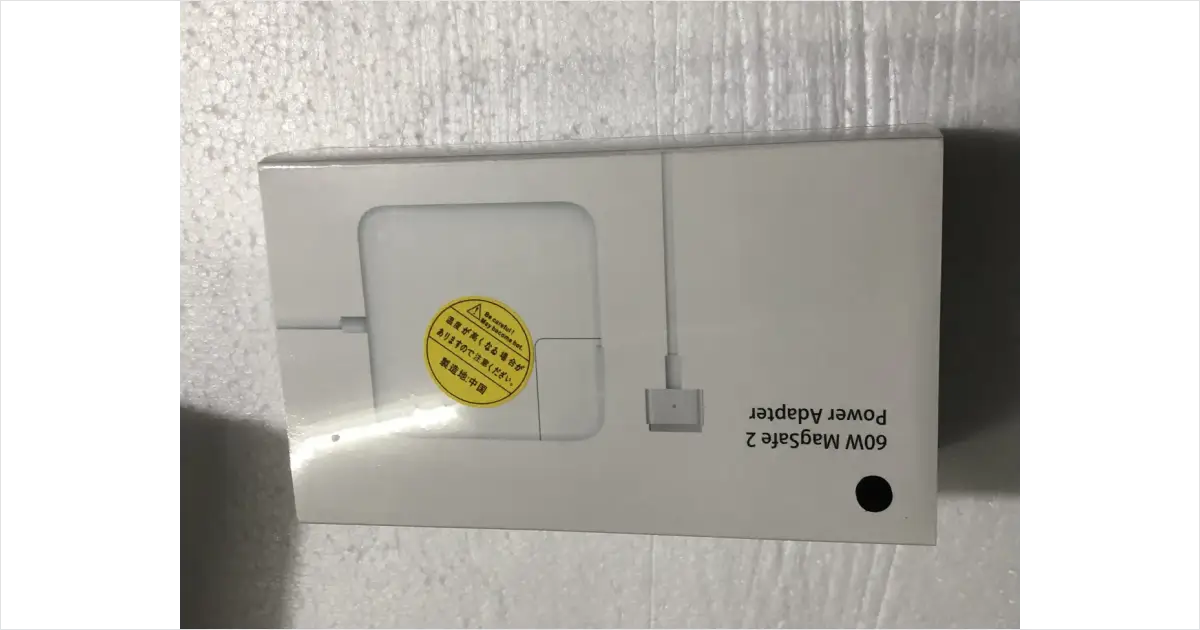 60W MagSafe 2
Power Adapter
Be careful!
May become hot.
温度が高くなる場合が
ありますので注意ください。
製造地:中国